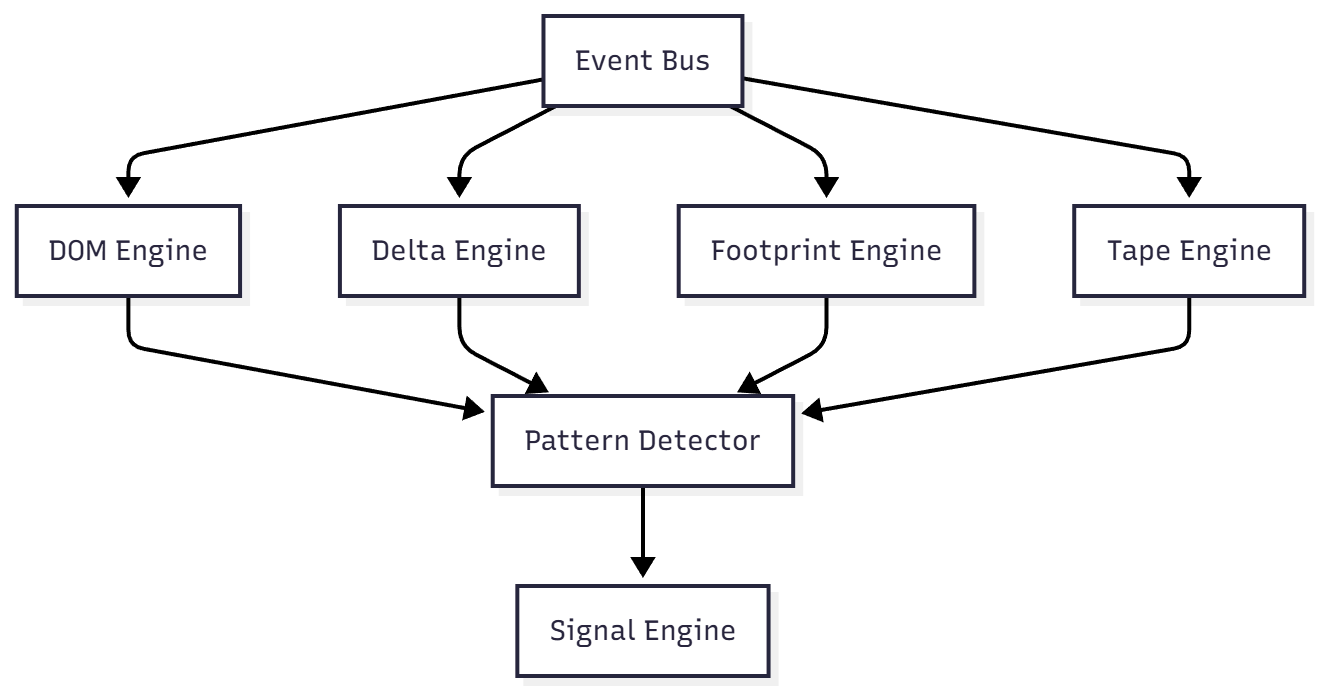 Event Bus
DOM Engine
Delta Engine
Footprint Engine
Tape Engine
Pattern Detector
Signal Engine